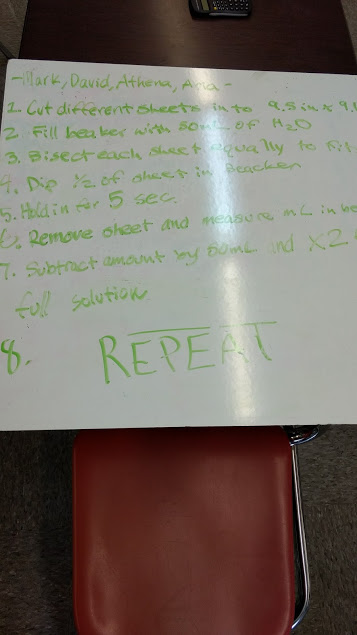 -Mark, David, Athena, Ana-
1. Cut different sheets in to 9.5 in x 9.
2. Fill beaker with 50mL of H2O
3. Bisect each sheet equally to fit
4. Dip 1/2 of sheet in Beacker
5. Hold in for 5 sec.
6. Remove sheet and measure mL in be
7. Subtract amount by 50mL and x2
full solution.
8. REPEAT